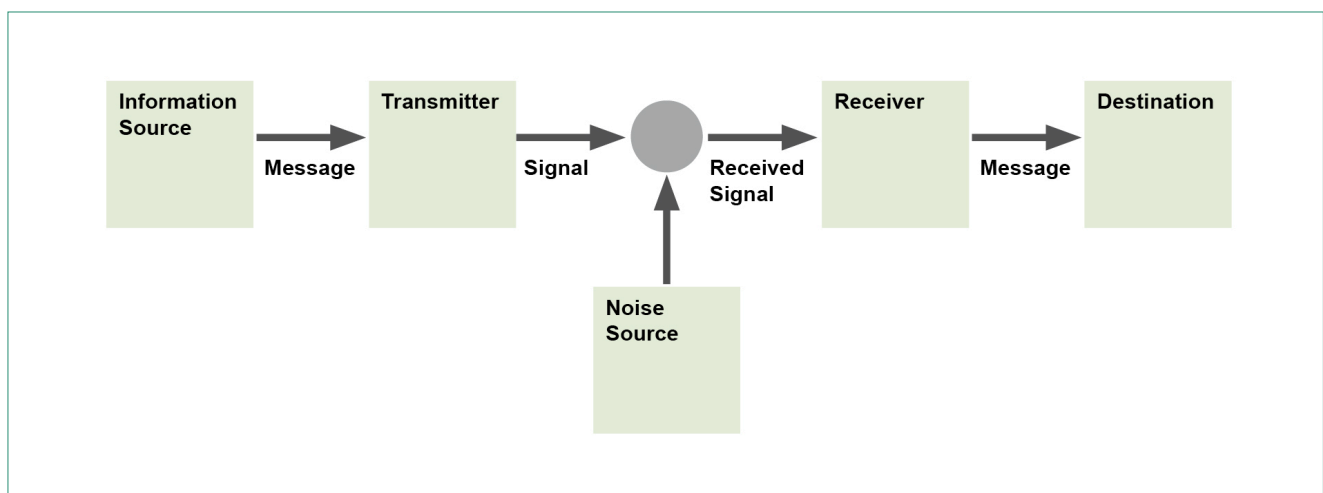 Information
Source
Message
Transmitter
Signal
Received
Signal
Receiver
Message
Destination
Noise
Source